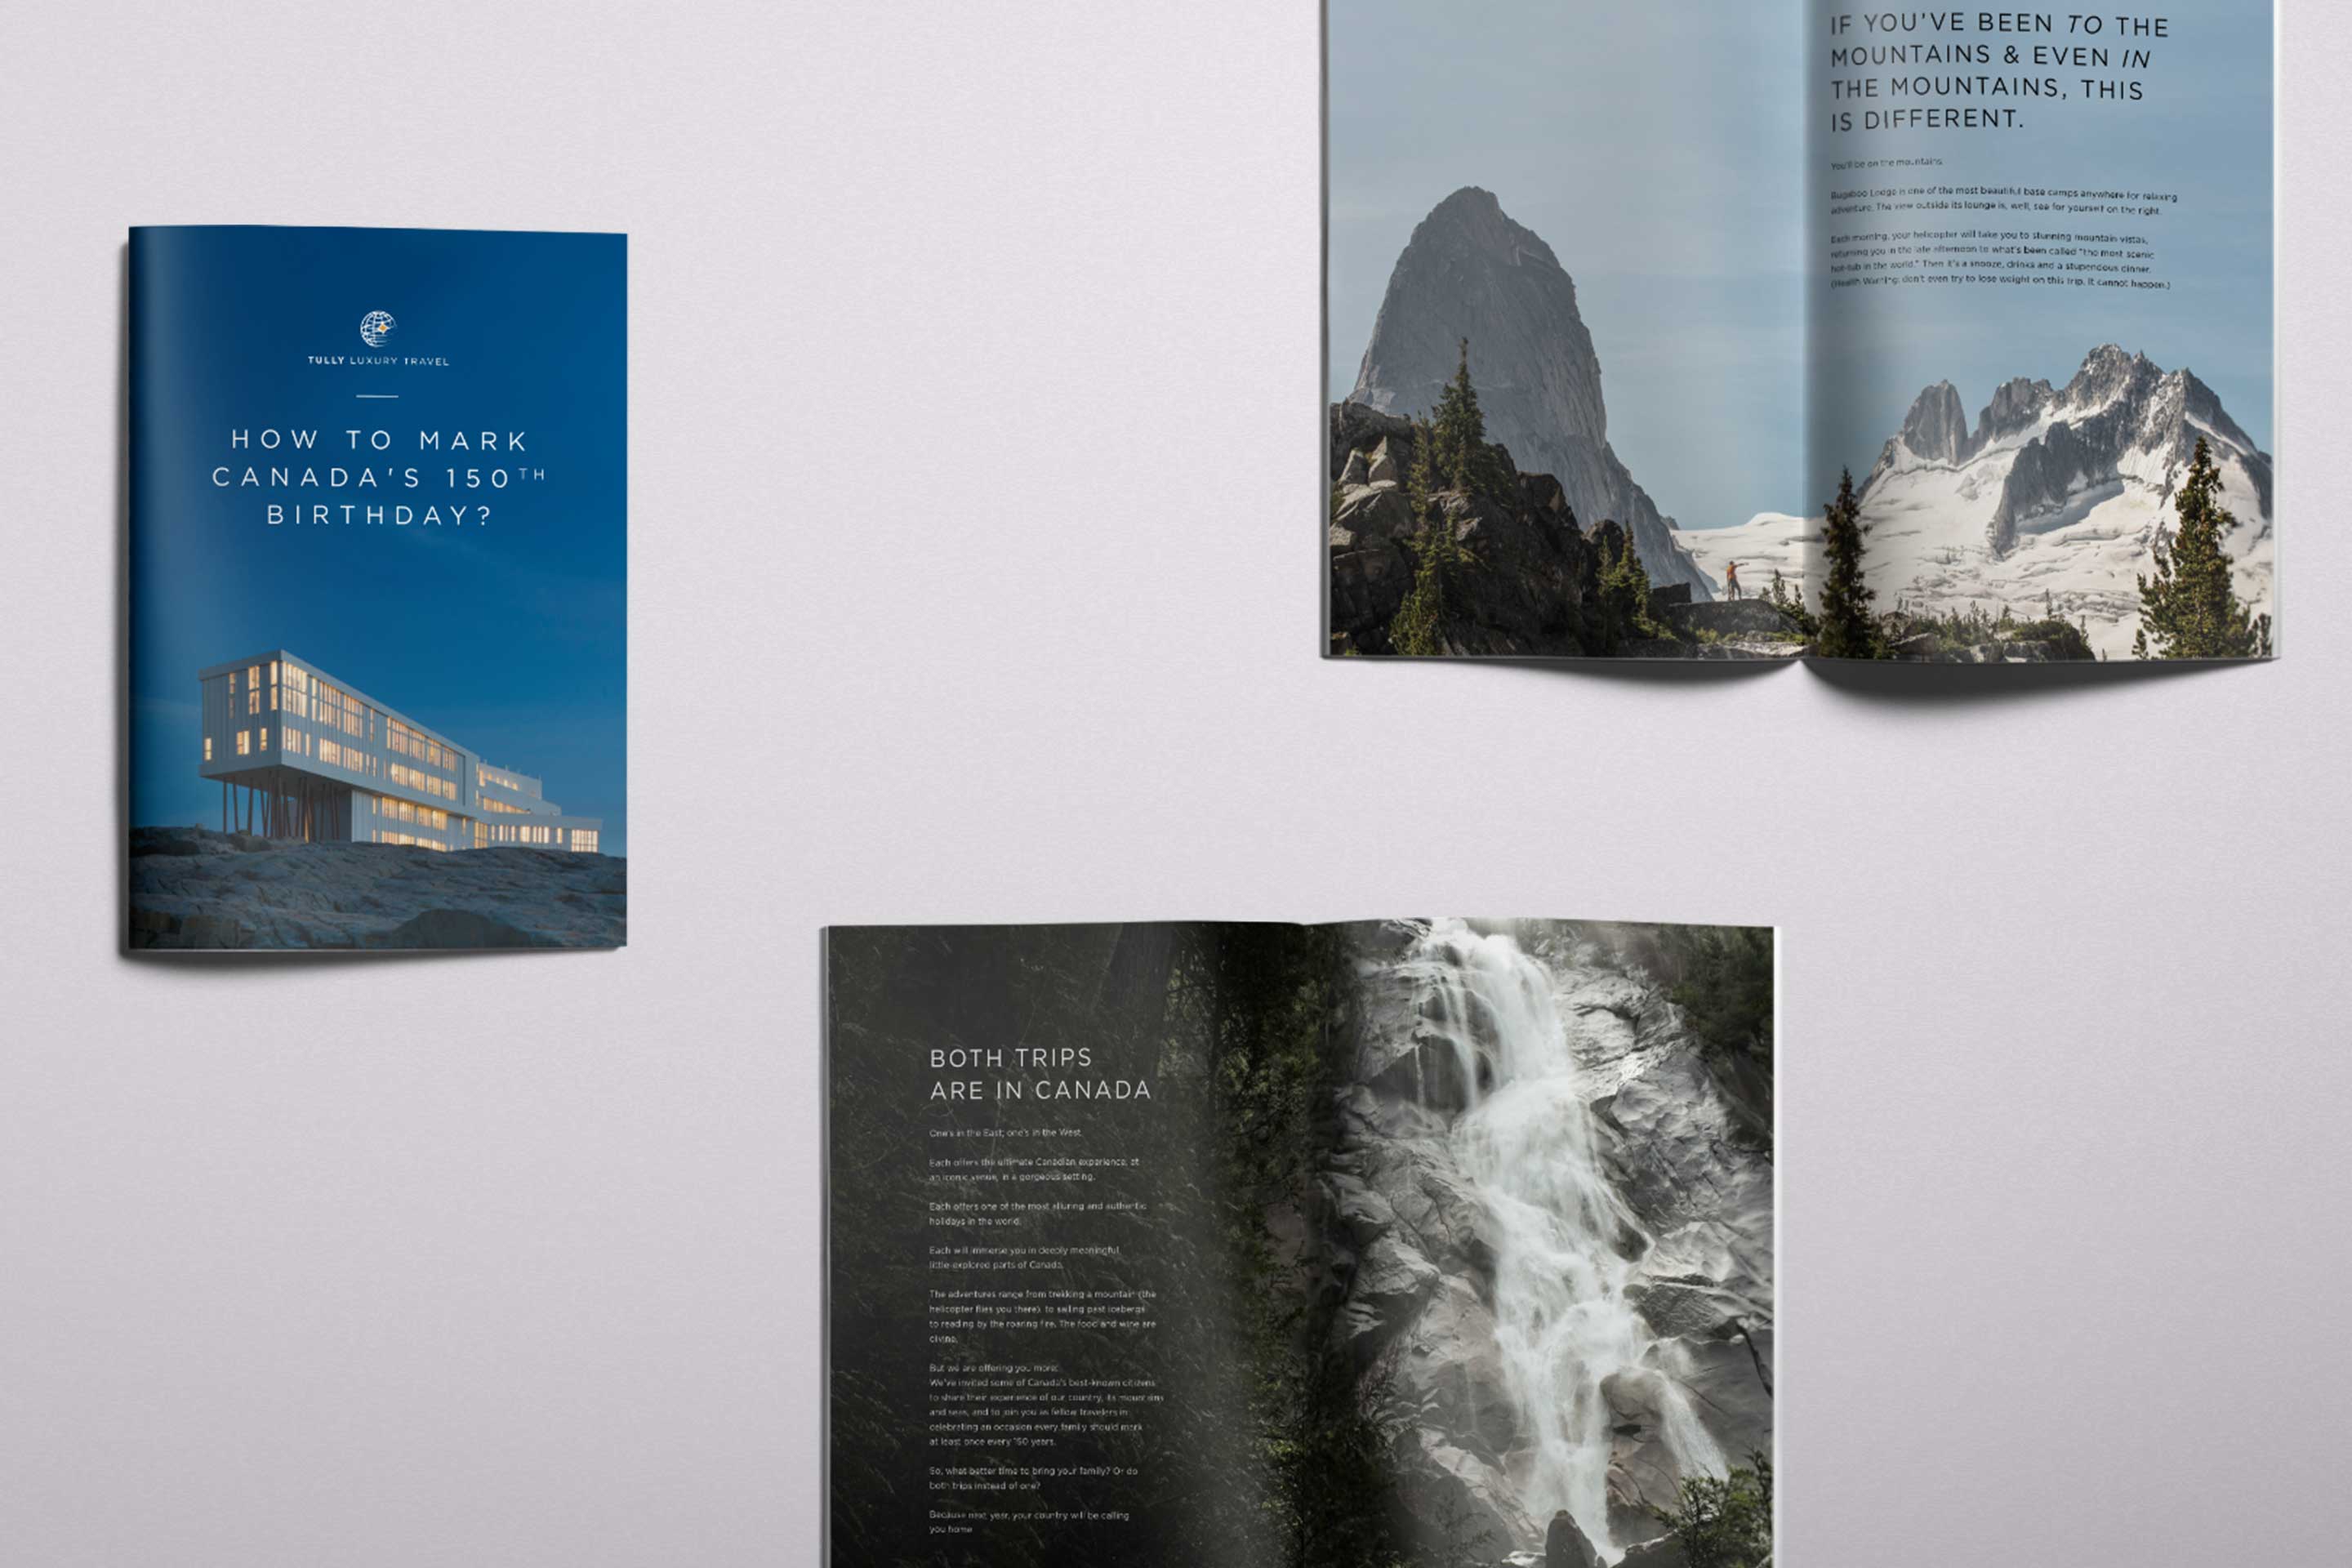 TULLY LUXURY TRAVEL
HOW TO MARK
CANADA'S 150TH
BIRTHDAY?
IF YOU'VE BEEN TO THE
MOUNTAINS & EVEN IN
THE MOUNTAINS, THIS
IS DIFFERENT.
You'll be on the mountains.
Bugaboo Lodge is one of the most beautiful base camps anywhere for relaxing
adventure. The view outside its lounge is, well, see for yourself on the right.
Each morning, your helicopter will take you to stunning mountain vistas,
returning you in the late afternoon to what's been called "the most scenic
hot-tub in the world." Then it's a snooze, drinks and a stupendous dinner.
(Health Warning: don't even try to lose weight on this trip. It cannot happen.)
BOTH TRIPS
ARE IN CANADA
One's in the East; one's in the West.
Each offers the ultimate Canadian experience, at
an iconic venue, in a gorgeous setting.
Each offers one of the most alluring and authentic
holidays in the world.
Each will immerse you in deeply meaningful,
little-explored parts of Canada.
The adventures range from trekking a mountain (the
helicopter flies you there), to sailing past icebergs
to reading by the roaring fire. The food and wine are
divine.
But we are offering you more:
We've invited some of Canada's best-known citizens
to share their experience of our country, its mountains
and seas, and to join you as fellow travelers in
celebrating an occasion every family should mark
at least once every 150 years.
So, what better time to bring your family? Or do
both trips instead of one?
Because next year, your country will be calling
you home